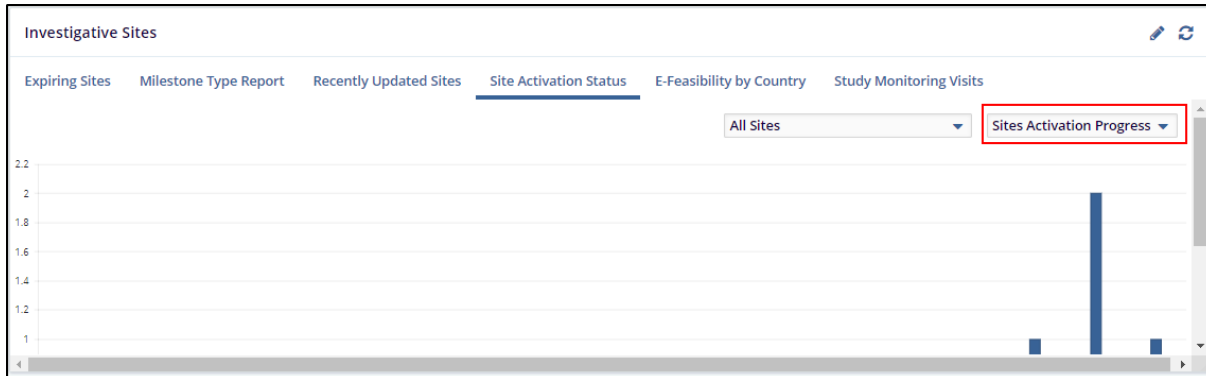 Investigative Sites
Expiring Sites Milestone Type Report Recently Updated Sites Site Activation Status E-Feasibility by Country Study Monitoring Visits
All Sites Sites Activation Progress
2.2
2
1.8
1.6
1.4
1.2
1